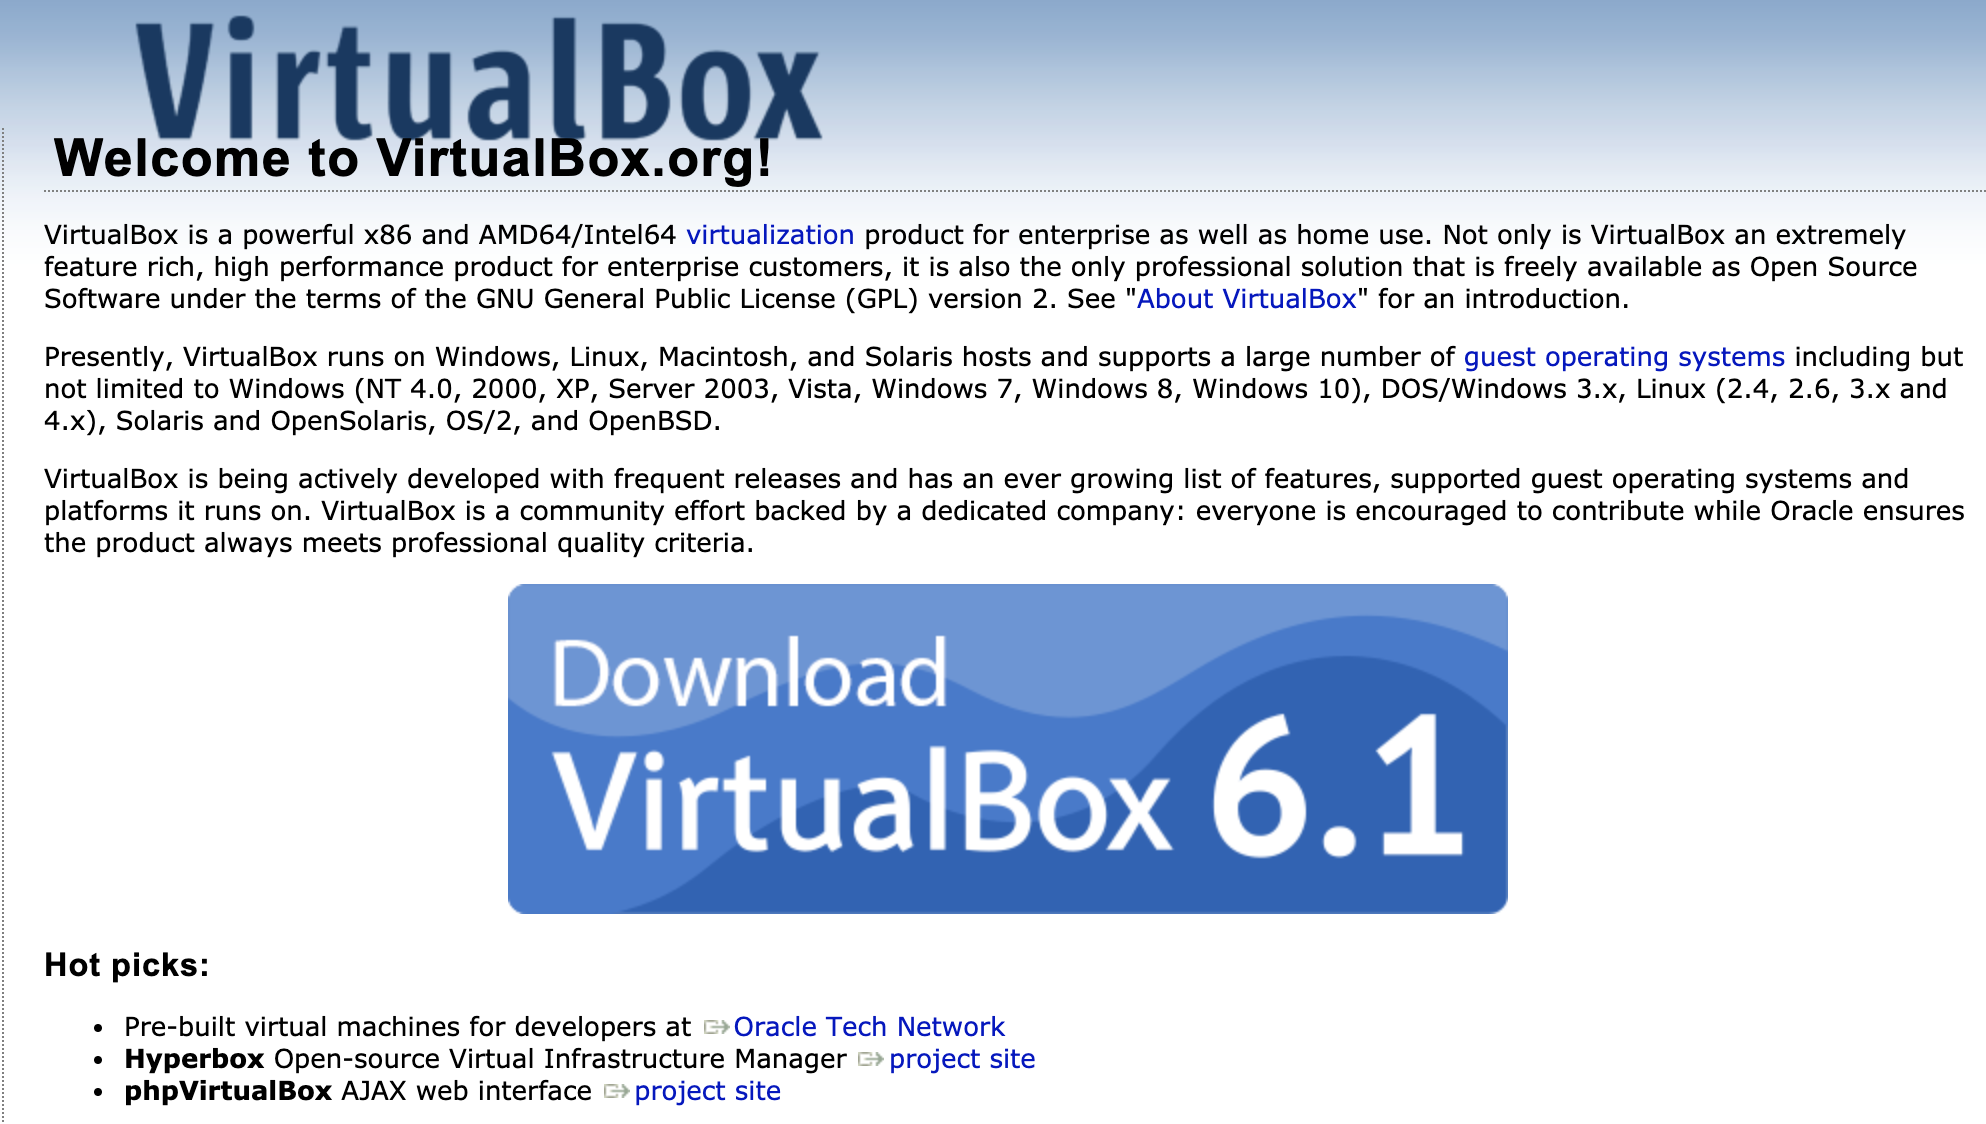 VirtualBox
Welcome to VirtualBox.org!
VirtualBox is a powerful x86 and AMD64/Intel64 virtualization product for enterprise as well as home use. Not only is VirtualBox an extremely
feature rich, high performance product for enterprise customers, it is also the only professional solution that is freely available as Open Source
Software under the terms of the GNU General Public License (GPL) version 2. See "About VirtualBox" for an introduction.
Presently, VirtualBox runs on Windows, Linux, Macintosh, and Solaris hosts and supports a large number of guest operating systems including but
not limited to Windows (NT 4.0, 2000, XP, Server 2003, Vista, Windows 7, Windows 8, Windows 10), DOS/Windows 3.x, Linux (2.4, 2.6, 3.x and
4.x), Solaris and OpenSolaris, OS/2, and OpenBSD.
VirtualBox is being actively developed with frequent releases and has an ever growing list of features, supported guest operating systems and
platforms it runs on. VirtualBox is a community effort backed by a dedicated company: everyone is encouraged to contribute while Oracle ensures
the product always meets professional quality criteria.
Download
VirtualBox 6.1
Hot picks:
• Pre-built virtual machines for developers at Oracle Tech Network
• Hyperbox Open-source Virtual Infrastructure Manager project site
• phpVirtualBox AJAX web interface project site